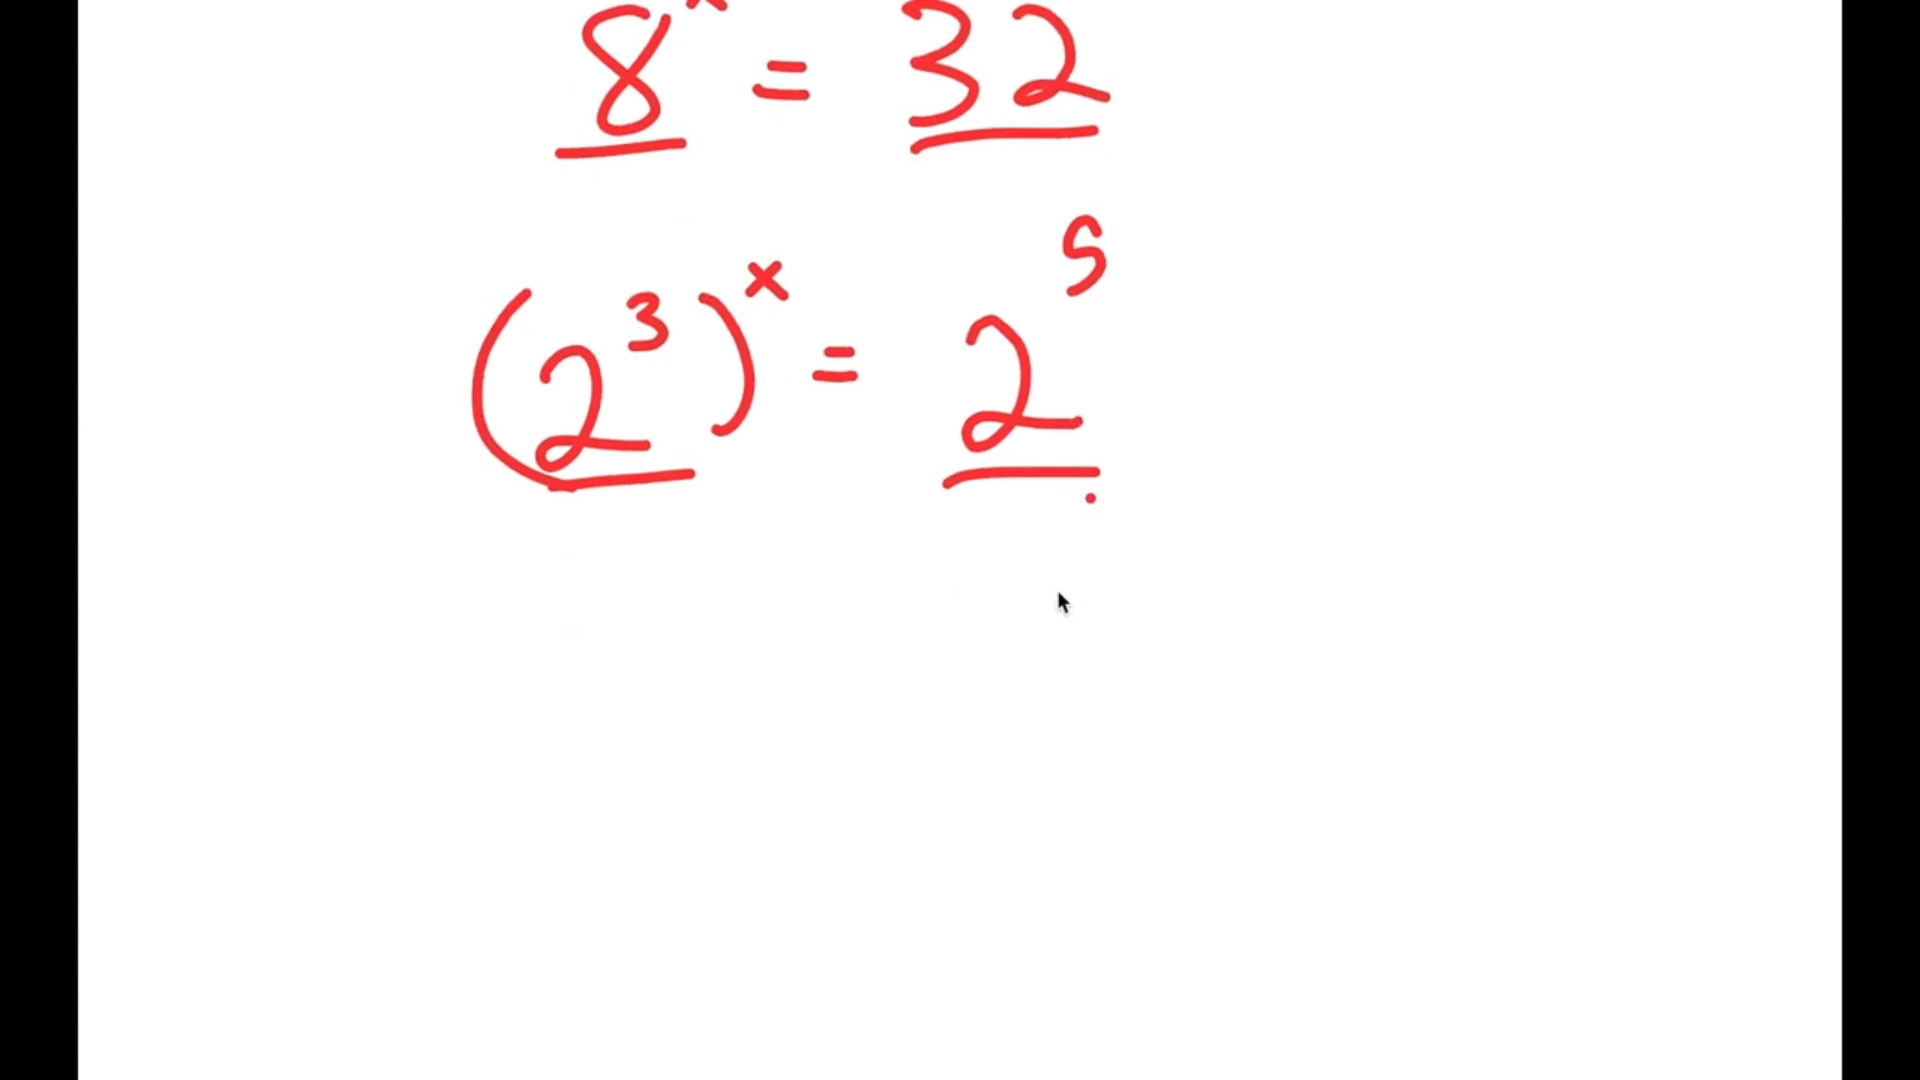 8^x = 32
(2^3)^x = 2^5